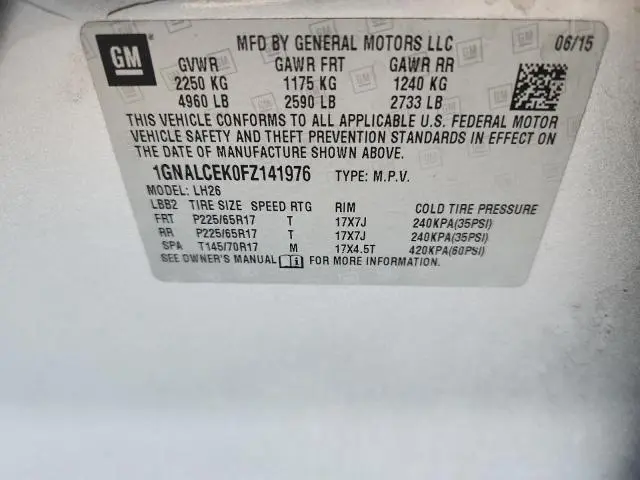 GM
MFD BY GENERAL MOTORS LLC 06/15
GVWR GAWR FRT GAWR RR
2250 KG 1175 KG 1240 KG
4960 LB 2590 LB 2733 LB
THIS VEHICLE CONFORMS TO ALL APPLICABLE U.S. FEDERAL MOTOR
VEHICLE SAFETY AND THEFT PREVENTION STANDARDS IN EFFECT ON
THE DATE OF MANUFACTURE SHOWN ABOVE.
1GNALCEK0FZ141976 TYPE: M.P.V.
MODEL: LH26
LBB2 TIRE SIZE SPEED RTG RIM COLD TIRE PRESSURE
FRT P225/65R17 T 17X7J 240KPA(35PSI)
RR P225/65R17 T 17X7J 240KPA(35PSI)
SPA T145/70R17 M 17X4.5T 420KPA(60PSI)
SEE OWNER'S MANUAL FOR MORE INFORMATION.